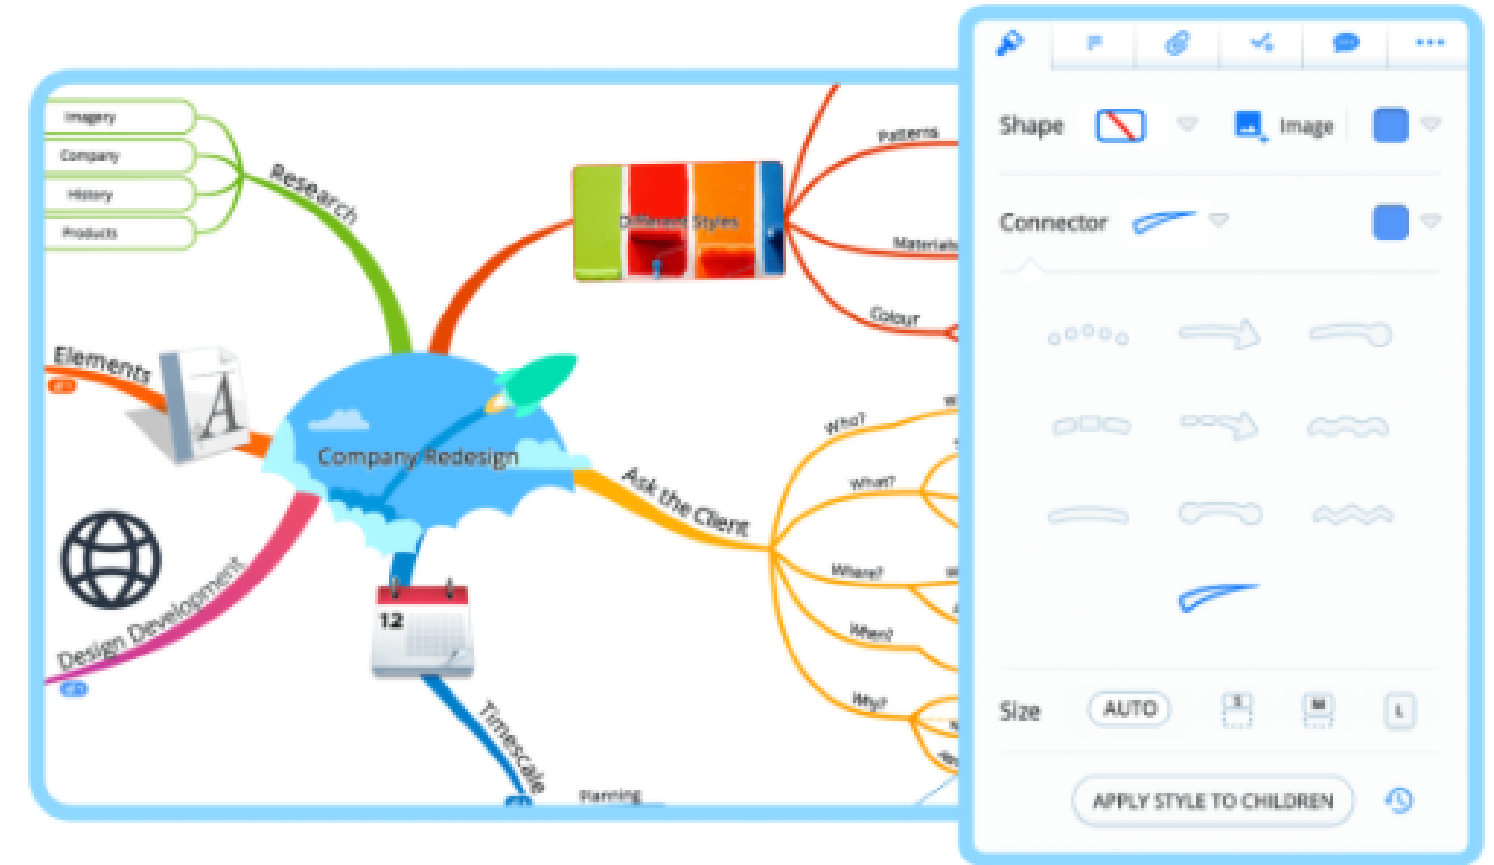 Imagery
Company
History
Products
Research
Different Styles
Patterns
Materials
Colour
Elements
A
Company Redesign
Ask the Client
Who?
What?
Where?
When?
Why?
Design Development
12
Timescale
Planning
Shape
Image
Connector
Size
AUTO
S
M
L
APPLY STYLE TO CHILDREN